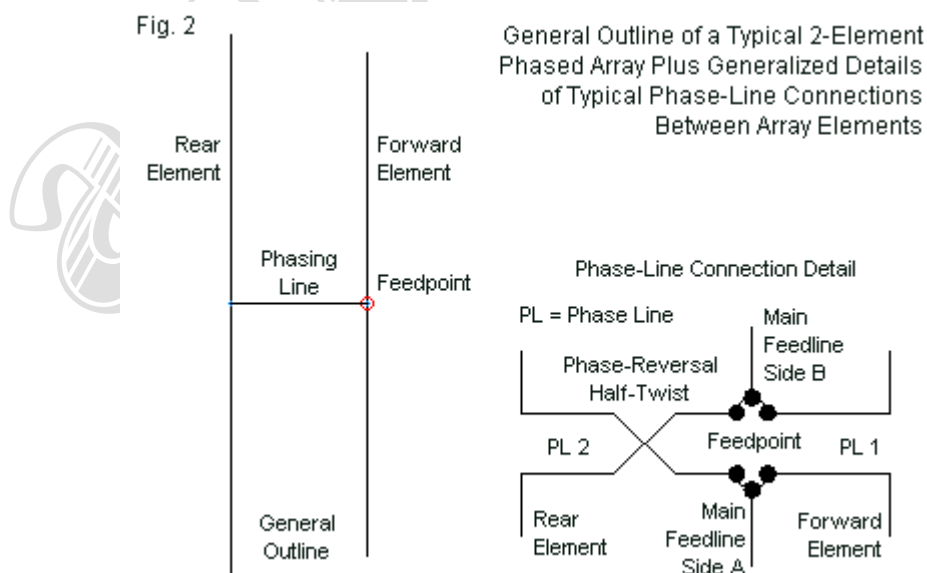 Fig. 2
General Outline of a Typical 2-Element
Phased Array Plus Generalized Details
of Typical Phase-Line Connections
Between Array Elements
Rear
Element
Forward
Element
Phasing
Line
Feedpoint
General
Outline
Phase-Line Connection Detail
PL = Phase Line
Main
Feedline
Side B
Phase-Reversal
Half-Twist
PL 2
Feedpoint
PL 1
Rear
Element
Main
Feedline
Side A
Forward
Element